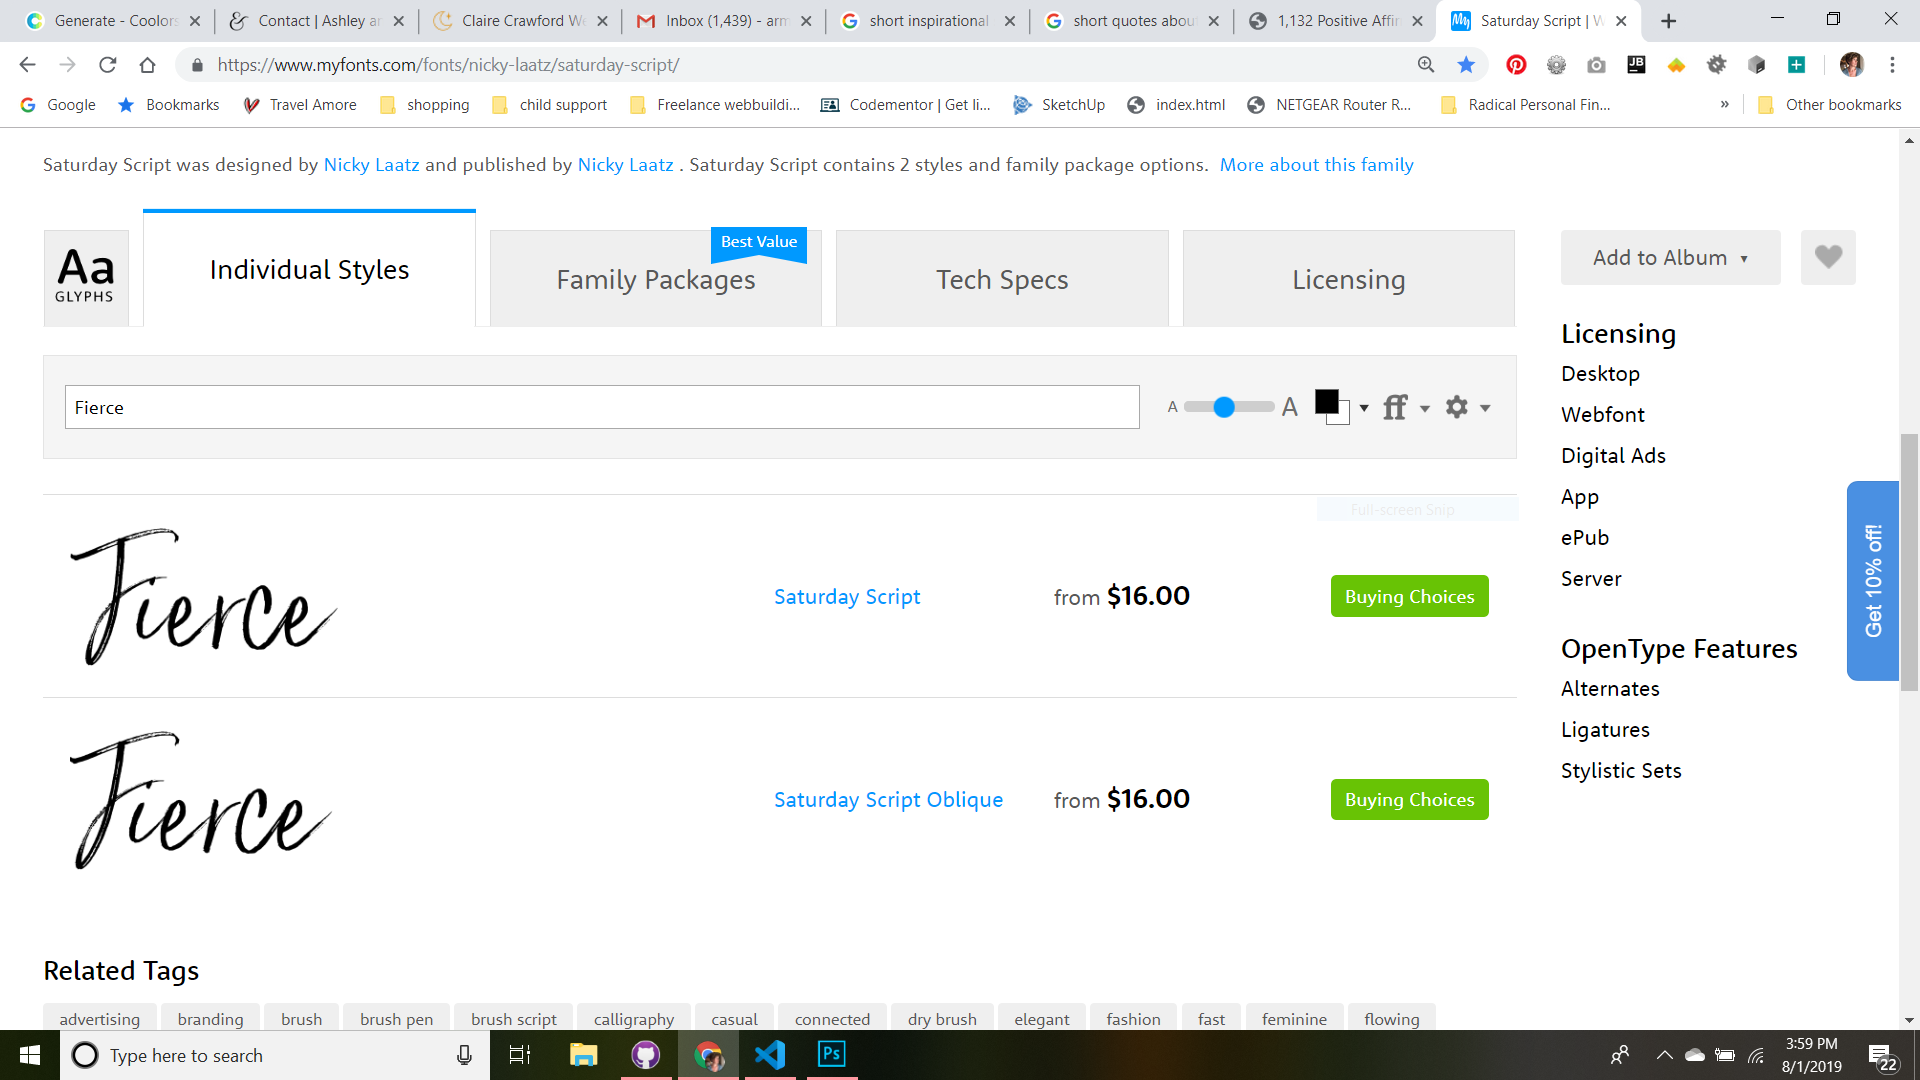 Generate - Coolors
Contact | Ashley ar
Claire Crawford We
Inbox (1,439) - arm
short inspirational
short quotes about
1,132 Positive Affir
Saturday Script | W
https://www.myfonts.com/fonts/nicky-laatz/saturday-script/
Google
Bookmarks
Travel Amore
shopping
child support
Freelance webbuildi...
Codementor | Get li...
SketchUp
index.html
NETGEAR Router R...
Radical Personal Fin...
»
Other bookmarks
Saturday Script was designed by Nicky Laatz and published by Nicky Laatz . Saturday Script contains 2 styles and family package options. More about this family
Aa
GLYPHS
Individual Styles
Best Value
Family Packages
Tech Specs
Licensing
Add to Album
Fierce
A
A
ff
Full-screen Snip
Fierce
Saturday Script
from $16.00
Buying Choices
Fierce
Saturday Script Oblique
from $16.00
Buying Choices
Licensing
Desktop
Webfont
Digital Ads
App
ePub
Server
OpenType Features
Alternates
Ligatures
Stylistic Sets
Get 10% off!
Related Tags
advertising
branding
brush
brush pen
brush script
calligraphy
casual
connected
dry brush
elegant
fashion
fast
feminine
flowing
Type here to search
Ps
3:59 PM
8/1/2019
22